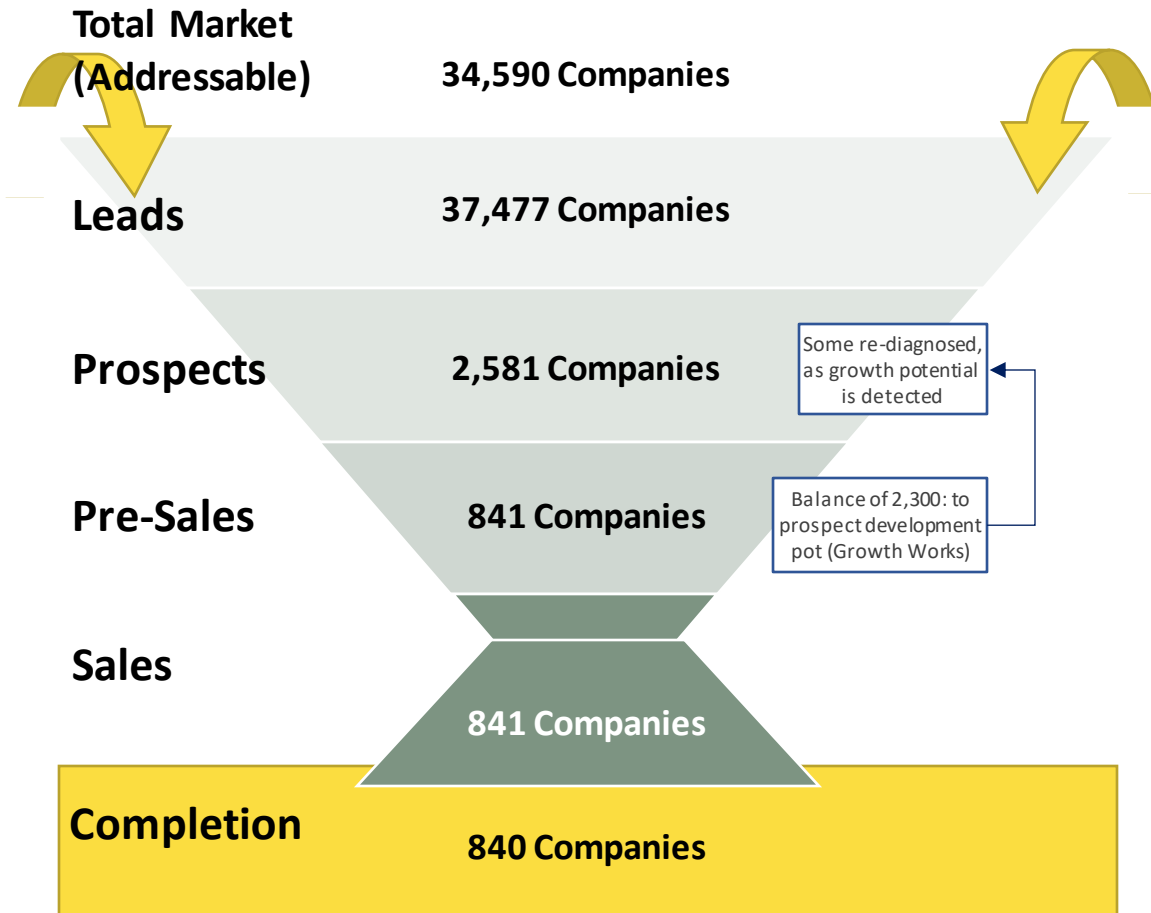 Total Market
(Addressable)
34,590 Companies
Leads
37,477 Companies
Prospects
2,581 Companies
Some re-diagnosed,
as growth potential
is detected
Pre-Sales
841 Companies
Balance of 2,300: to
prospect development
pot (Growth Works)
Sales
841 Companies
Completion
840 Companies